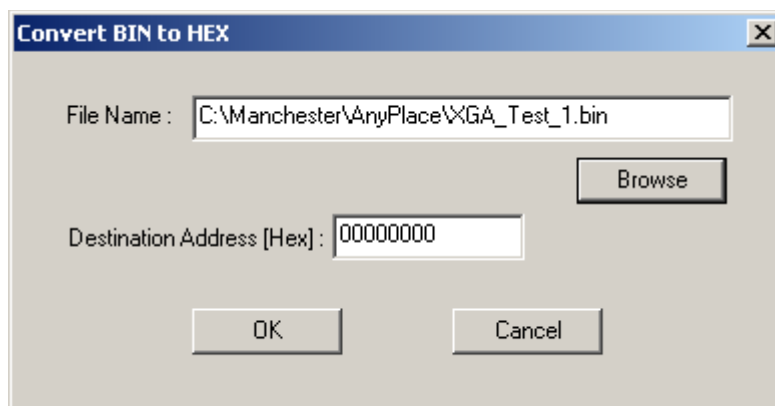 Convert BIN to HEX
File Name : C:\Manchester\AnyPlace\XGA_Test_1.bin
Browse
Destination Address [Hex] : 00000000
OK Cancel